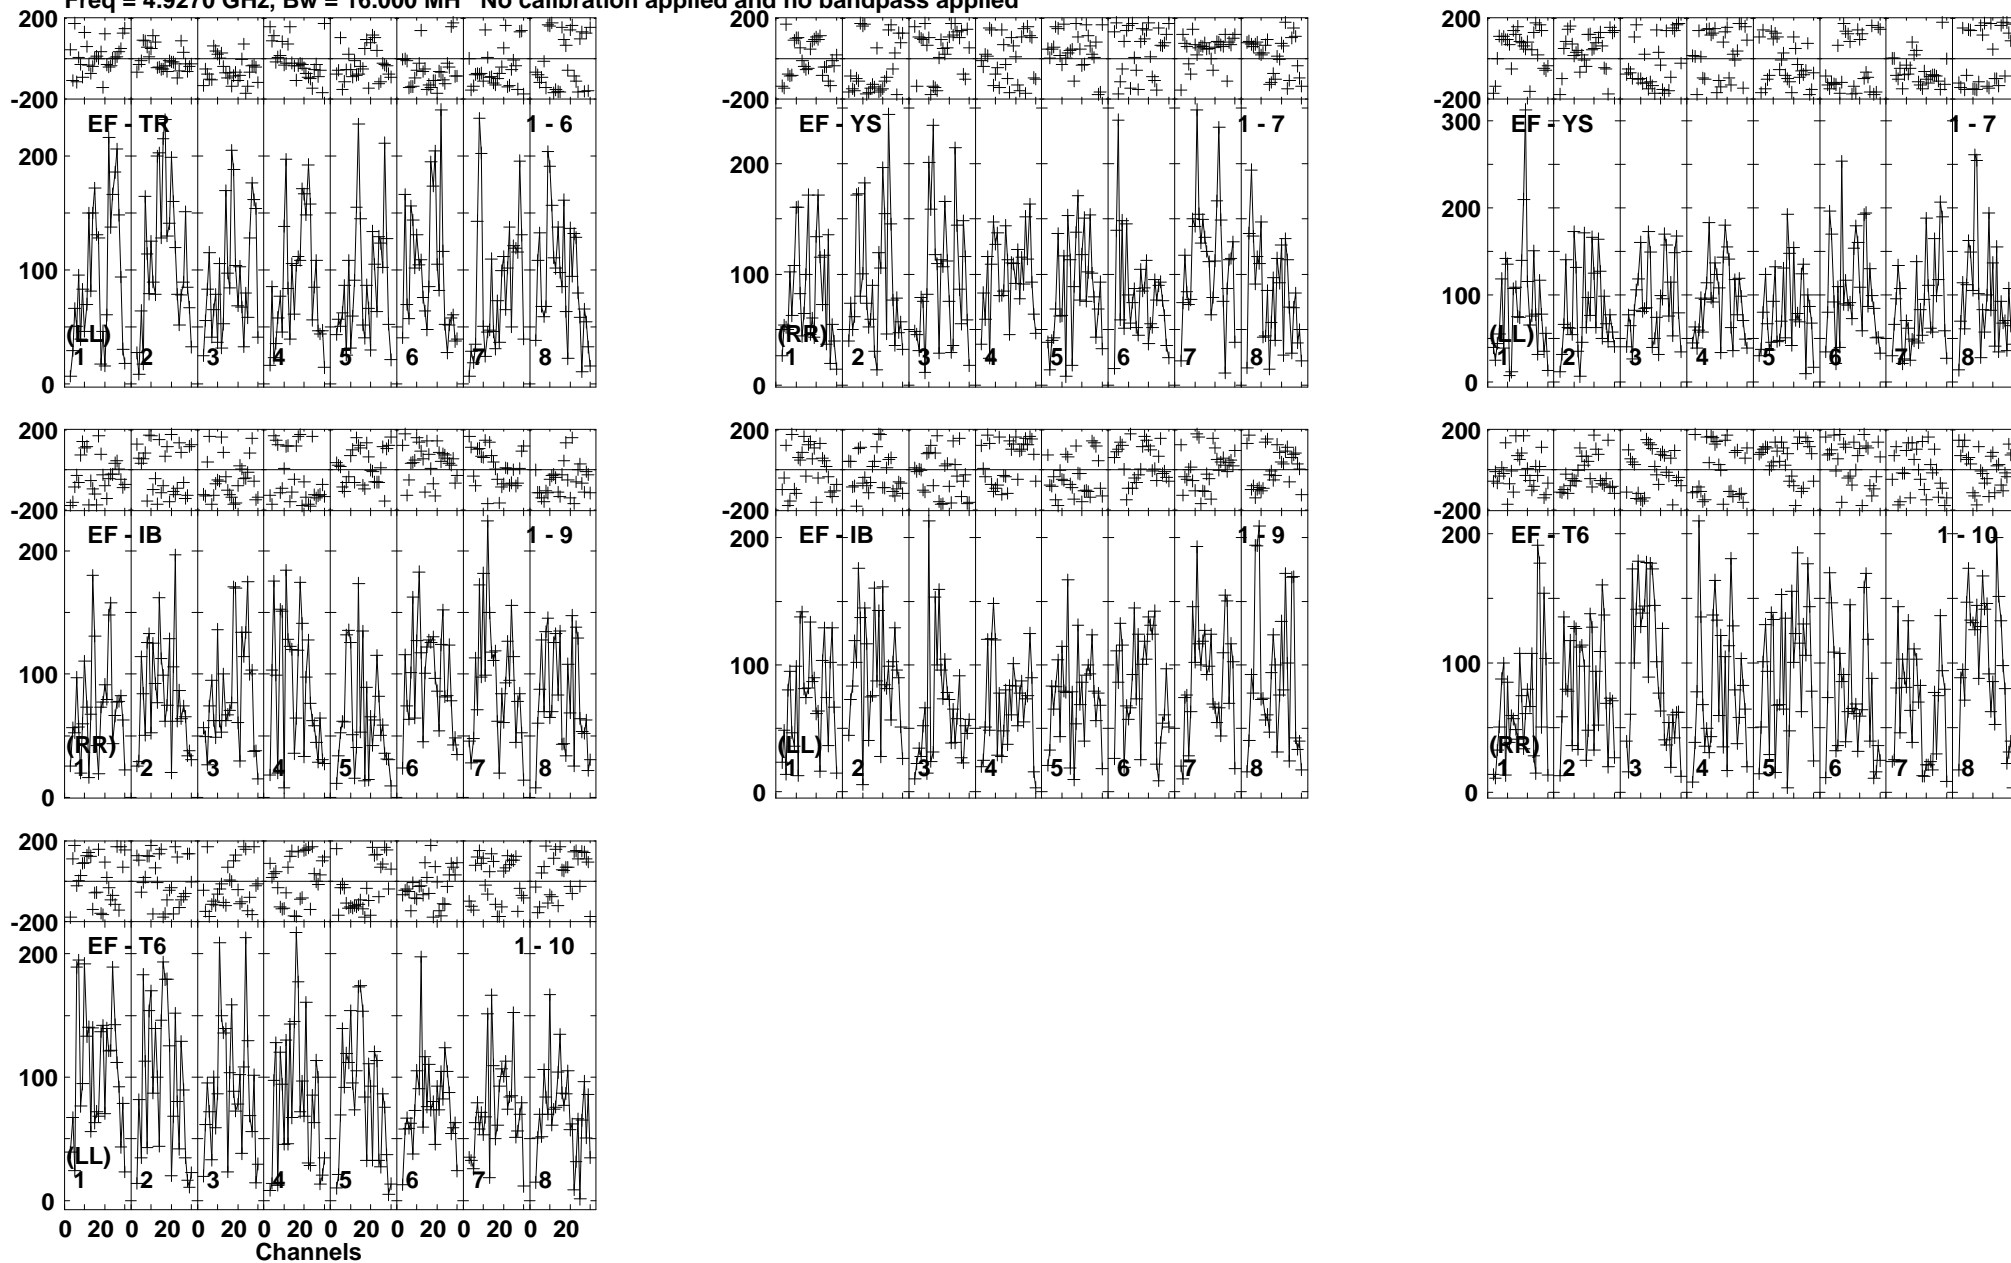 Freq = 4.9270 GHz, Bw = 16.000 MH No calibration applied and no bandpass applied
200
-200
EF - TR 1 - 6
200
100
(LL)
0
1 2 3 4 5 6 7 8
200
-200
EF - YS 1 - 7
200
100
(RR)
0
1 2 3 4 5 6 7 8
200
-200
300
EF - YS 1 - 7
200
100
(LL)
0
1 2 3 4 5 6 7 8
200
-200
EF - IB 1 - 9
200
100
(RR)
0
1 2 3 4 5 6 7 8
200
-200
EF - IB 1 - 9
200
100
(LL)
0
1 2 3 4 5 6 7 8
200
-200
EF - T6 1 - 10
200
100
(RR)
0
1 2 3 4 5 6 7 8
200
-200
EF - T6 1 - 10
200
100
(LL)
0
1 2 3 4 5 6 7 8
0 20 0 20 0 20 0 20 0 20 0 20 0 20 0 20
Channels